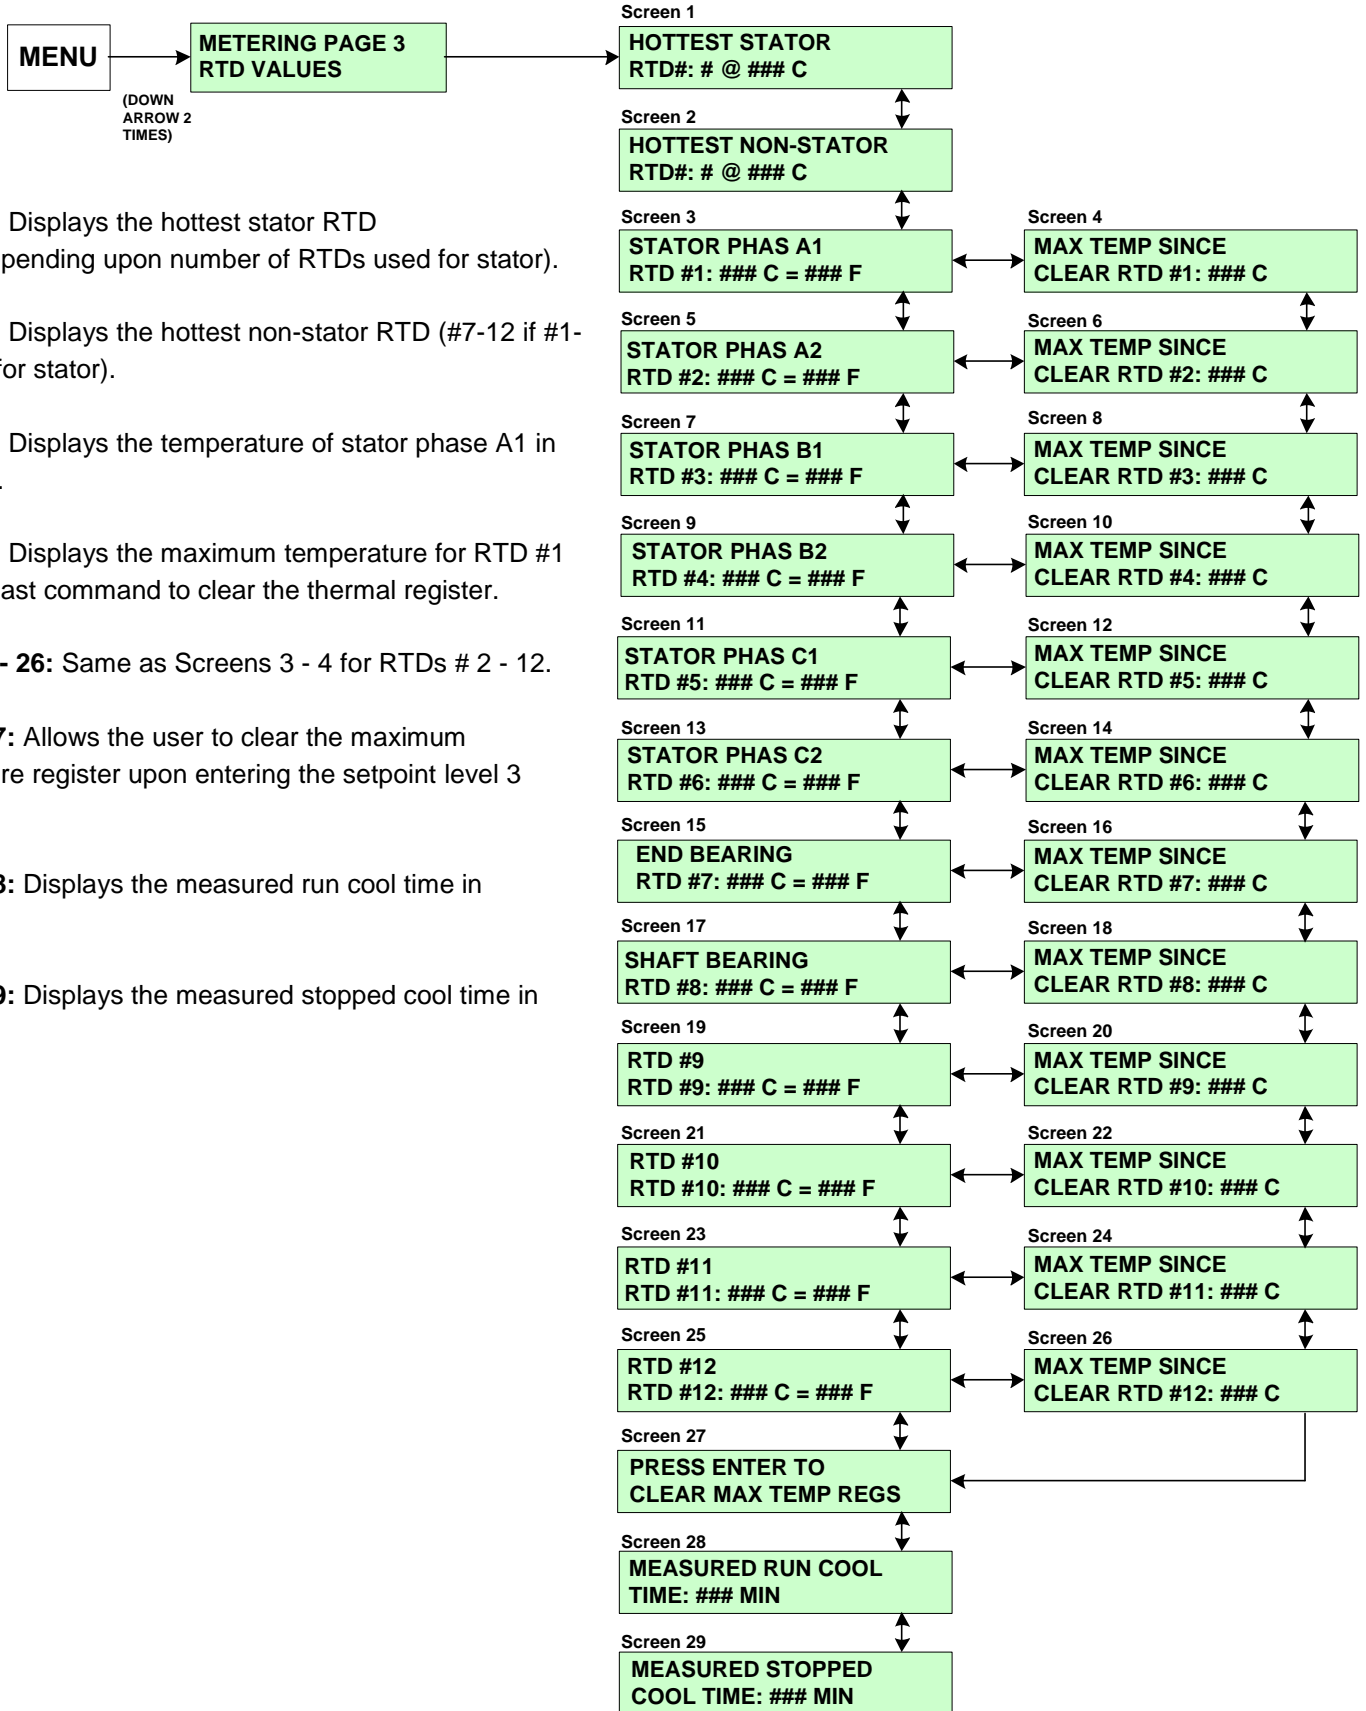 MENU
(DOWN
ARROW 2
TIMES)
METERING PAGE 3
RTD VALUES
Displays the hottest stator RTD
pending upon number of RTDs used for stator).
Displays the hottest non-stator RTD (#7-12 if #1-
for stator).
Displays the temperature of stator phase A1 in
.
Displays the maximum temperature for RTD #1
ast command to clear the thermal register.
- 26: Same as Screens 3 - 4 for RTDs # 2 - 12.
7: Allows the user to clear the maximum
re register upon entering the setpoint level 3
8: Displays the measured run cool time in
9: Displays the measured stopped cool time in
Screen 1
HOTTEST STATOR
RTD#: # @ ### C
Screen 2
HOTTEST NON-STATOR
RTD#: # @ ### C
Screen 3
STATOR PHAS A1
RTD #1: ### C = ### F
Screen 4
MAX TEMP SINCE
CLEAR RTD #1: ### C
Screen 5
STATOR PHAS A2
RTD #2: ### C = ### F
Screen 6
MAX TEMP SINCE
CLEAR RTD #2: ### C
Screen 7
STATOR PHAS B1
RTD #3: ### C = ### F
Screen 8
MAX TEMP SINCE
CLEAR RTD #3: ### C
Screen 9
STATOR PHAS B2
RTD #4: ### C = ### F
Screen 10
MAX TEMP SINCE
CLEAR RTD #4: ### C
Screen 11
STATOR PHAS C1
RTD #5: ### C = ### F
Screen 12
MAX TEMP SINCE
CLEAR RTD #5: ### C
Screen 13
STATOR PHAS C2
RTD #6: ### C = ### F
Screen 14
MAX TEMP SINCE
CLEAR RTD #6: ### C
Screen 15
END BEARING
RTD #7: ### C = ### F
Screen 16
MAX TEMP SINCE
CLEAR RTD #7: ### C
Screen 17
SHAFT BEARING
RTD #8: ### C = ### F
Screen 18
MAX TEMP SINCE
CLEAR RTD #8: ### C
Screen 19
RTD #9
RTD #9: ### C = ### F
Screen 20
MAX TEMP SINCE
CLEAR RTD #9: ### C
Screen 21
RTD #10
RTD #10: ### C = ### F
Screen 22
MAX TEMP SINCE
CLEAR RTD #10: ### C
Screen 23
RTD #11
RTD #11: ### C = ### F
Screen 24
MAX TEMP SINCE
CLEAR RTD #11: ### C
Screen 25
RTD #12
RTD #12: ### C = ### F
Screen 26
MAX TEMP SINCE
CLEAR RTD #12: ### C
Screen 27
PRESS ENTER TO
CLEAR MAX TEMP REGS
Screen 28
MEASURED RUN COOL
TIME: ### MIN
Screen 29
MEASURED STOPPED
COOL TIME: ### MIN